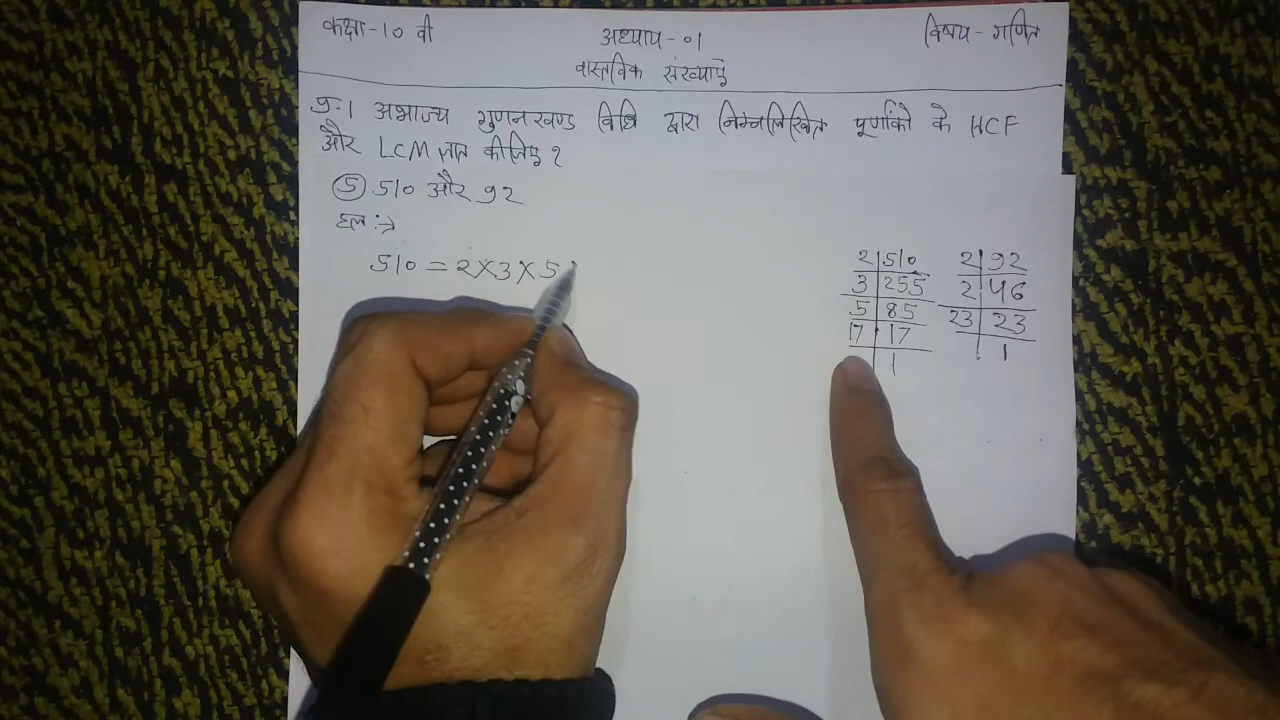 कक्षा-10 वी
अध्याय-01
विषय-गणित
वास्तविक संख्याएँ
प्र.1 अभाज्य गुणनखण्ड विधि द्वारा निम्नलिखित पूर्णांको के HCF
और LCM ज्ञात कीजिए ?
(5) 510 और 92
हल :->
510 = 2×3×5
2|510
3|255
5|85
17|17
|1
2|92
2|46
23|23
|1